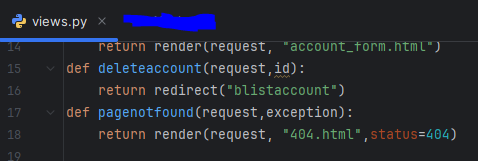 views.py ×
14 return render(request, "account_form.html")
15 def deleteaccount(request,id):
16 return redirect("blistaccount")
17 def pagenotfound(request,exception):
18 return render(request, "404.html",status=404)
19